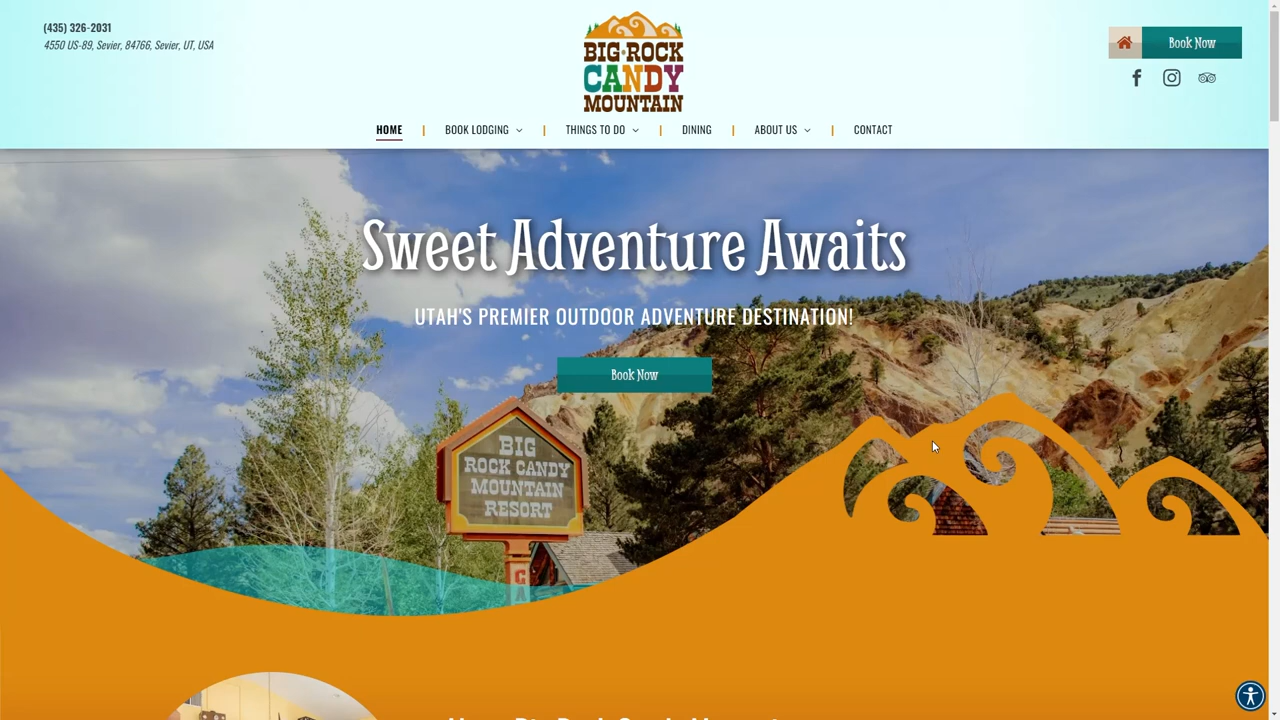 (435) 326-2031
4550 US-89, Sevier, 84766, Sevier, UT, USA
BIG ROCK
CANDY
MOUNTAIN
Book Now
HOME
BOOK LODGING
THINGS TO DO
DINING
ABOUT US
CONTACT
Sweet Adventure Awaits
UTAH'S PREMIER OUTDOOR ADVENTURE DESTINATION!
Book Now
BIG
ROCK CANDY
MOUNTAIN
RESORT